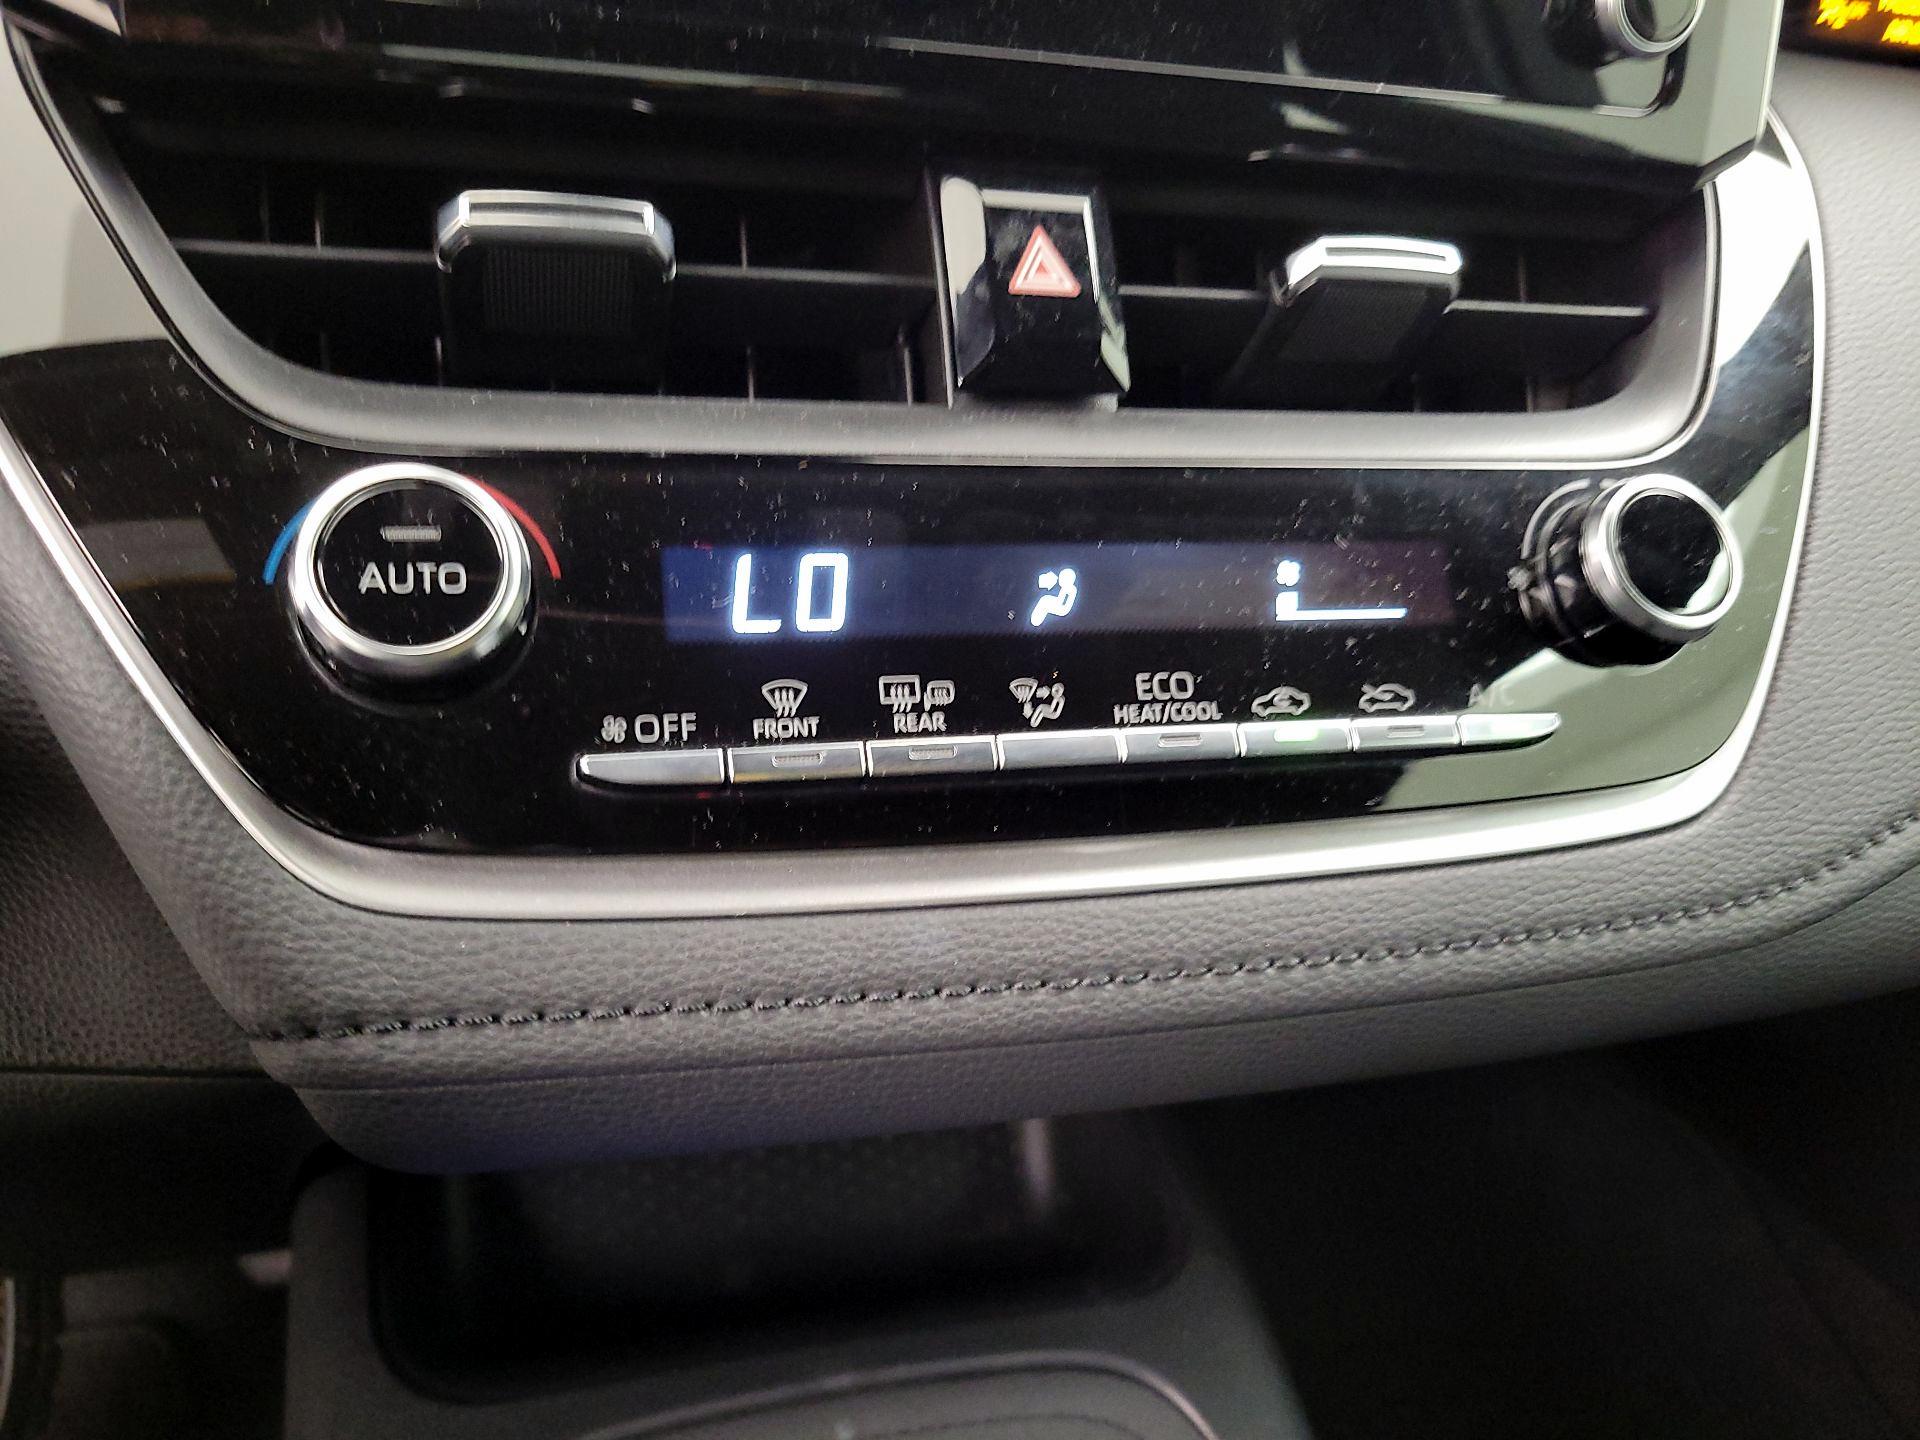 AUTO
LO
OFF
FRONT
REAR
ECO
HEAT/COOL
A/C